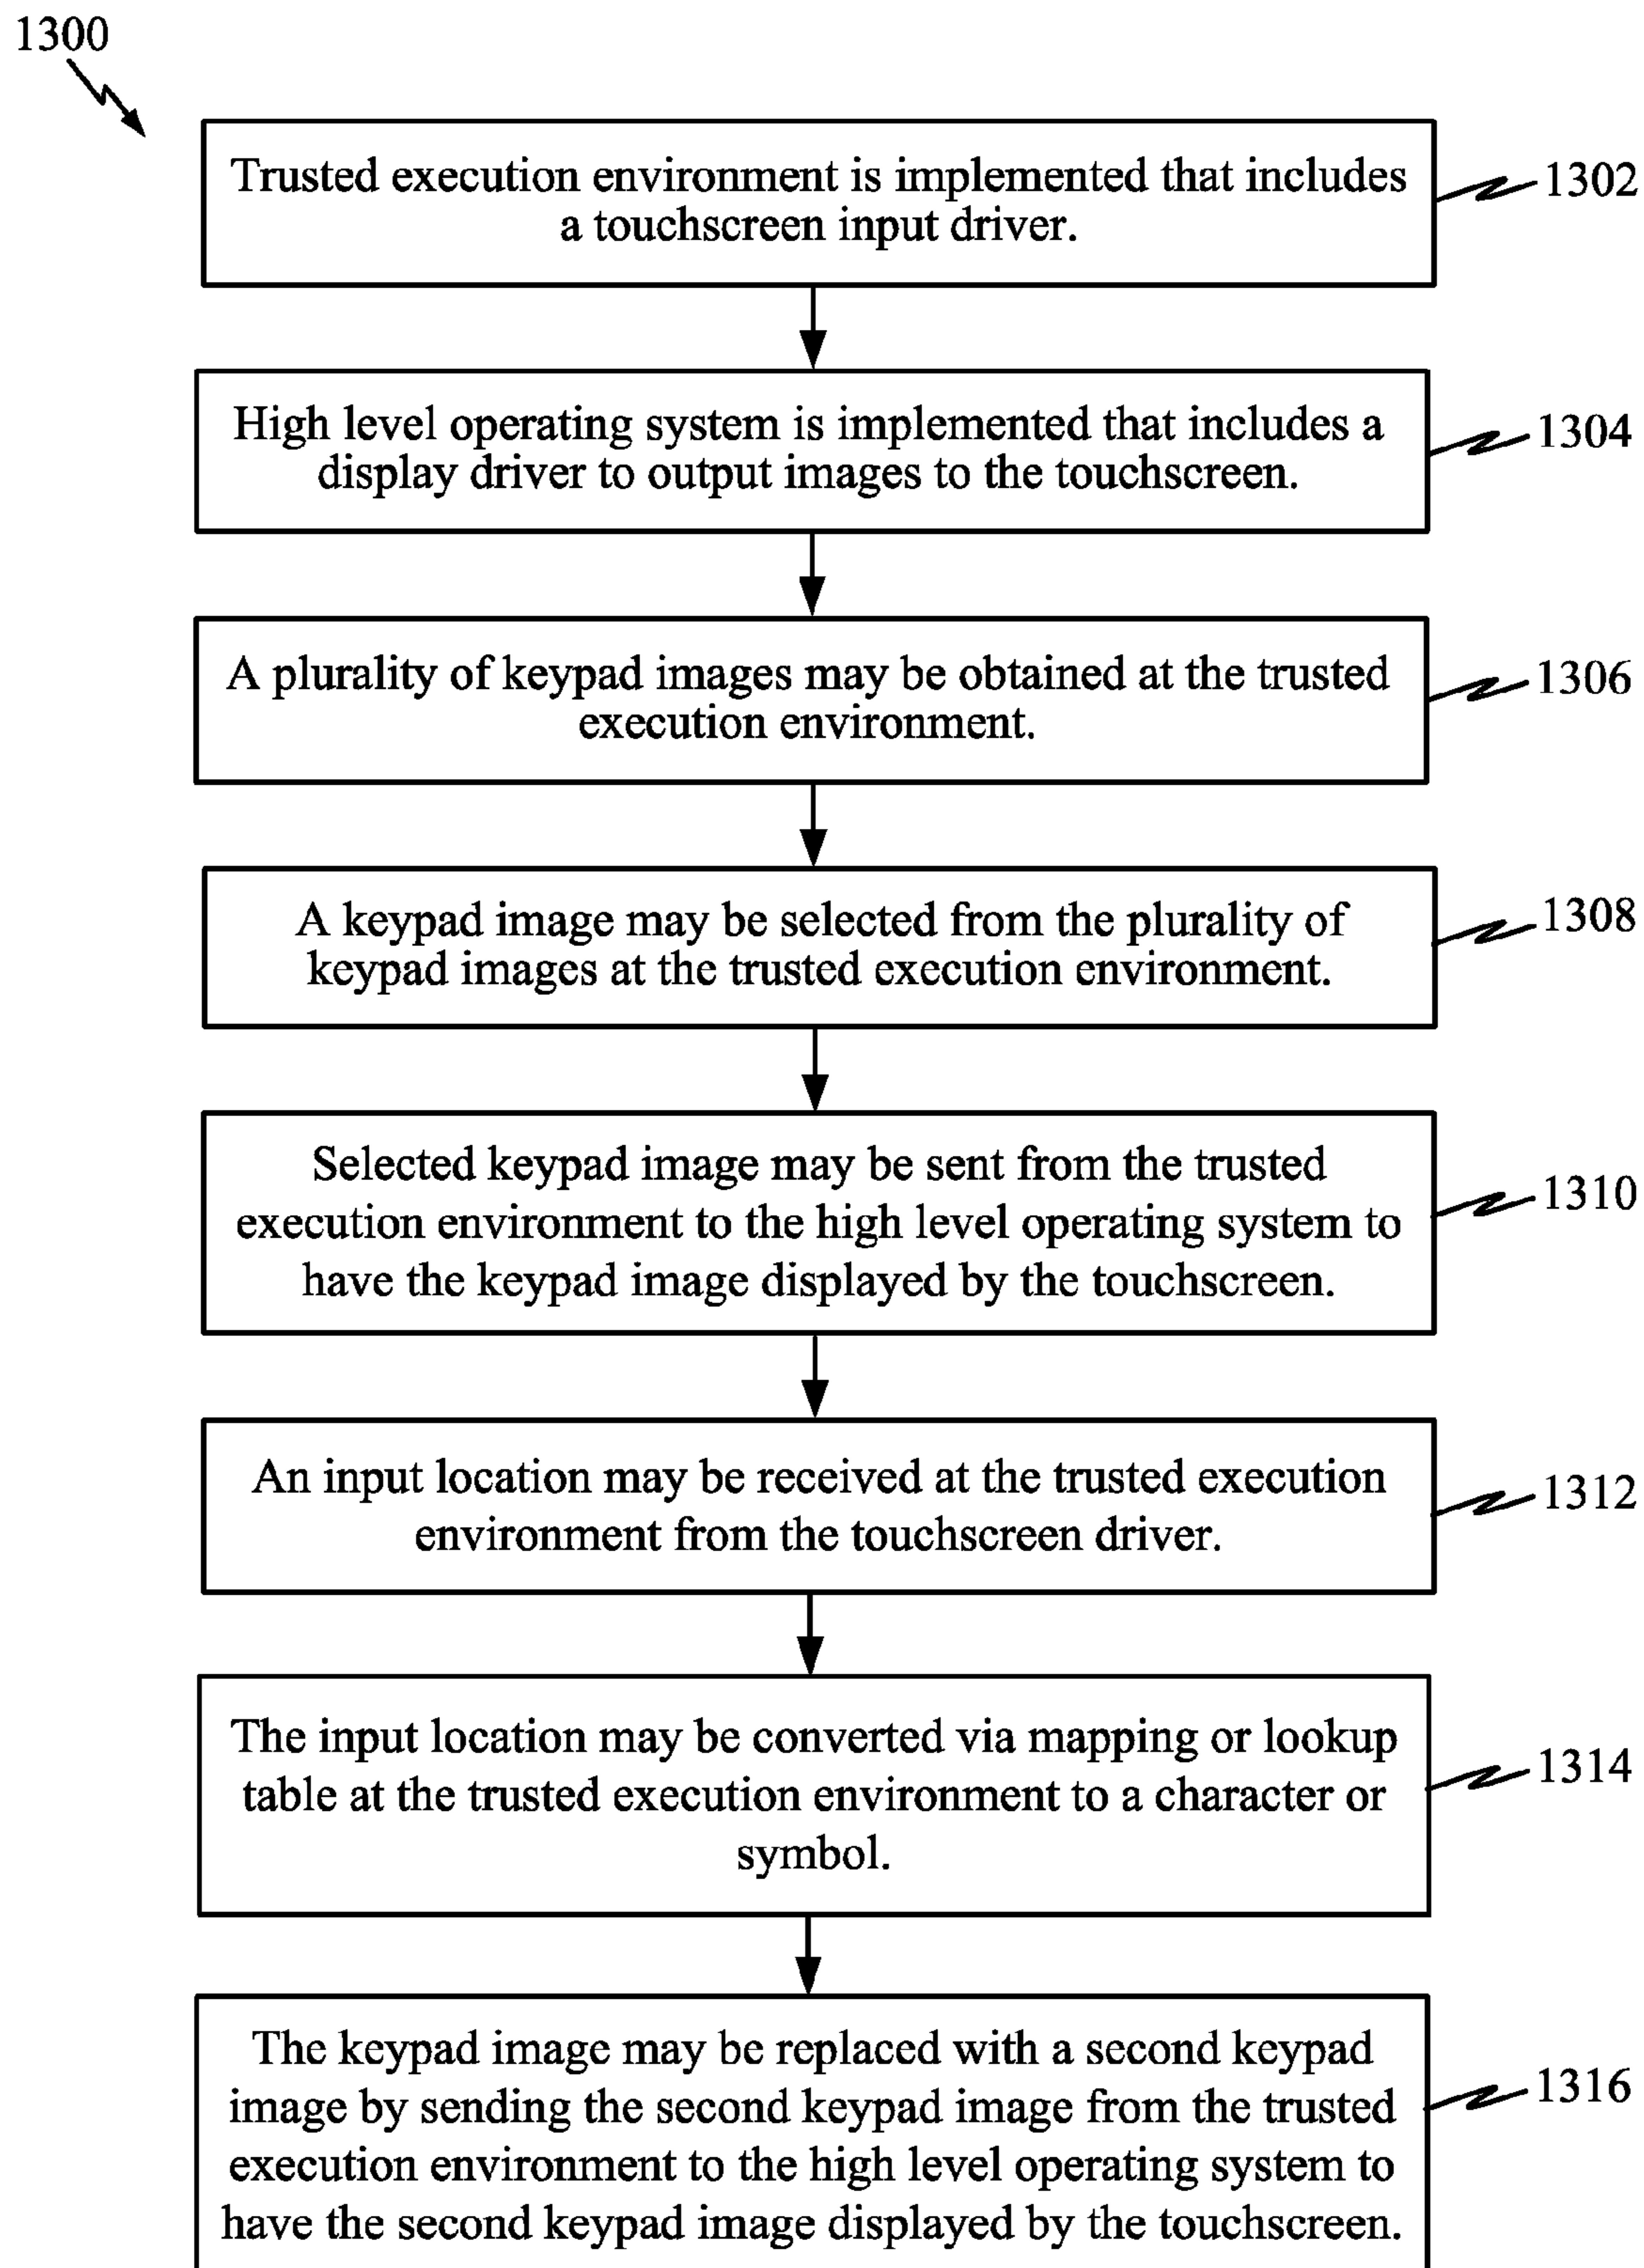 1300
Trusted execution environment is implemented that includes
a touchscreen input driver.
1302
High level operating system is implemented that includes a
display driver to output images to the touchscreen.
1304
A plurality of keypad images may be obtained at the trusted
execution environment.
1306
A keypad image may be selected from the plurality of
keypad images at the trusted execution environment.
1308
Selected keypad image may be sent from the trusted
execution environment to the high level operating system to
have the keypad image displayed by the touchscreen.
1310
An input location may be received at the trusted execution
environment from the touchscreen driver.
1312
The input location may be converted via mapping or lookup
table at the trusted execution environment to a character or
symbol.
1314
The keypad image may be replaced with a second keypad
image by sending the second keypad image from the trusted
execution environment to the high level operating system to
have the second keypad image displayed by the touchscreen.
1316